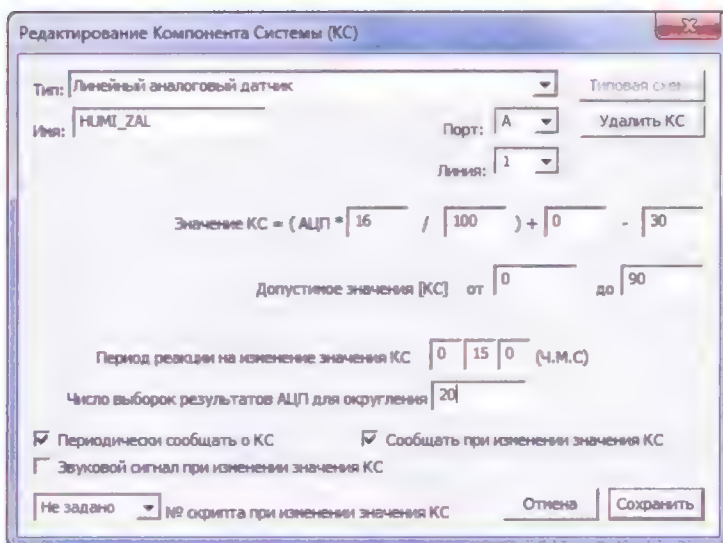 Редактирование Компонента Системы (КС)
Тип: Линейный аналоговый датчик
Типовая схема
Имя: HUMI_ZAL
Порт: A
Удалить КС
Линия: 1
Значение КС = ( АЦП * 16 / 100 ) + 0 - 30
Допустимое значения [КС] от 0 до 90
Период реакции на изменение значения КС 0 15 0 (Ч.М.С)
Число выборок результатов АЦП для округления 20
Периодически сообщать о КС
Сообщать при изменении значения КС
Звуковой сигнал при изменении значения КС
Не задано № скрипта при изменении значения КС
Отмена
Сохранить